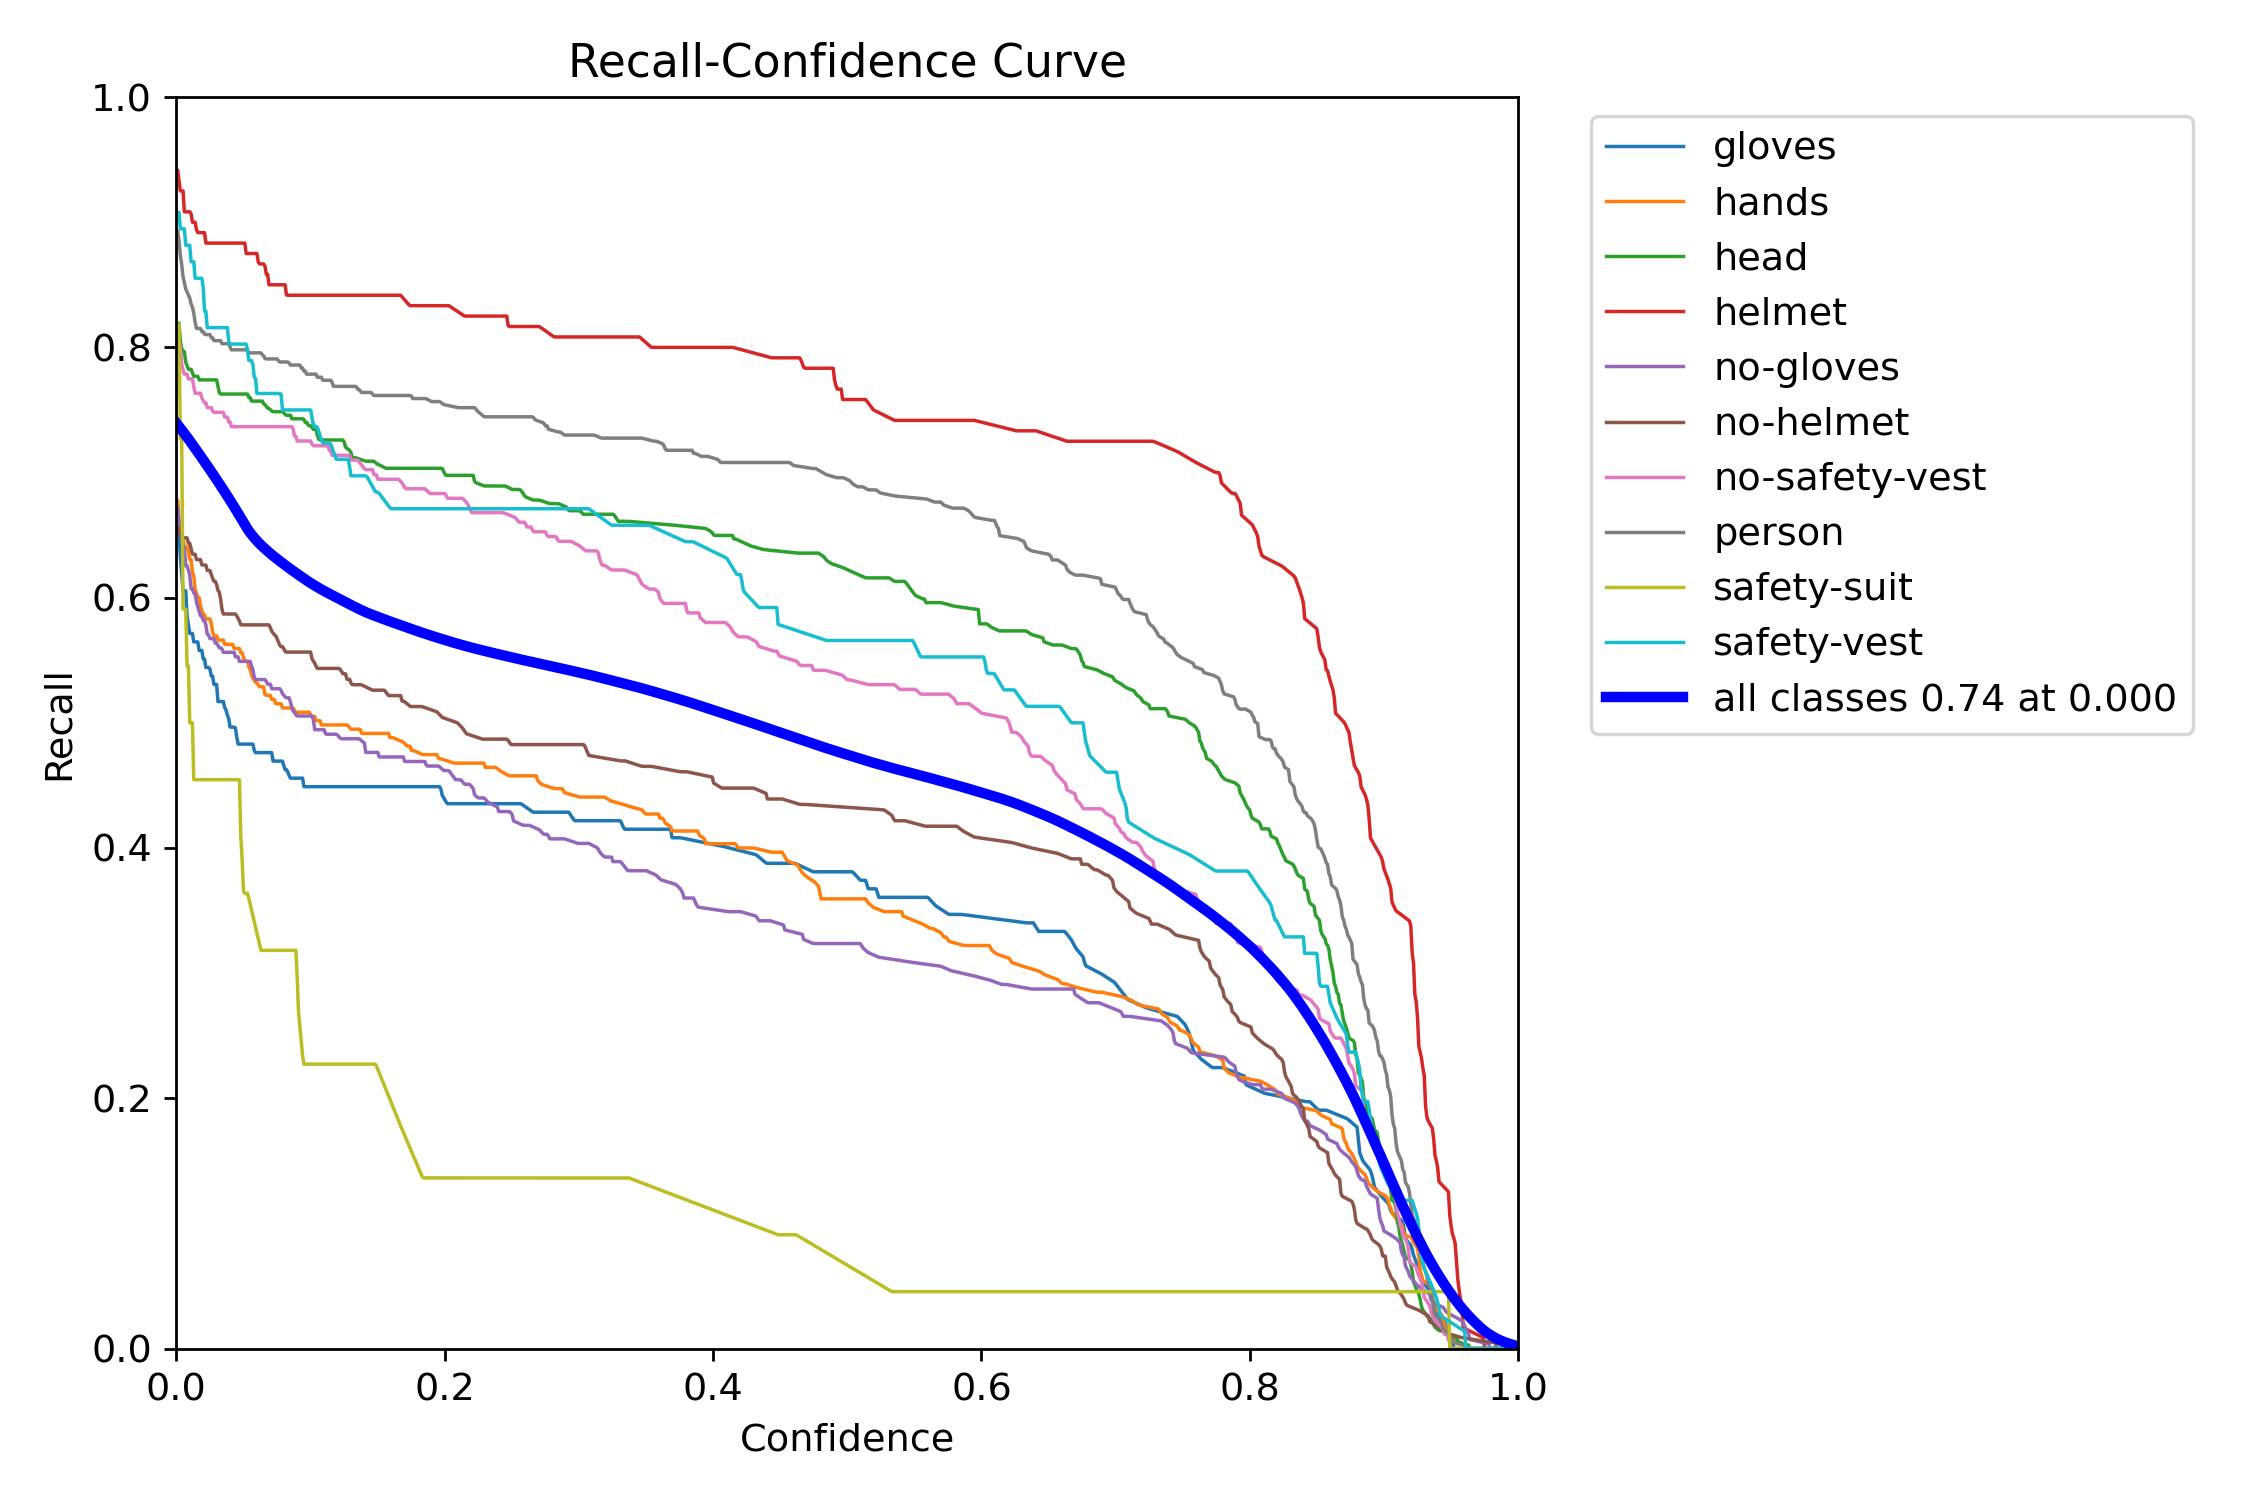 Recall-Confidence Curve
1.0
0.8
0.6
0.4
0.2
0.0
Recall
0.0 0.2 0.4 0.6 0.8 1.0
Confidence
gloves
hands
head
helmet
no-gloves
no-helmet
no-safety-vest
person
safety-suit
safety-vest
all classes 0.74 at 0.000